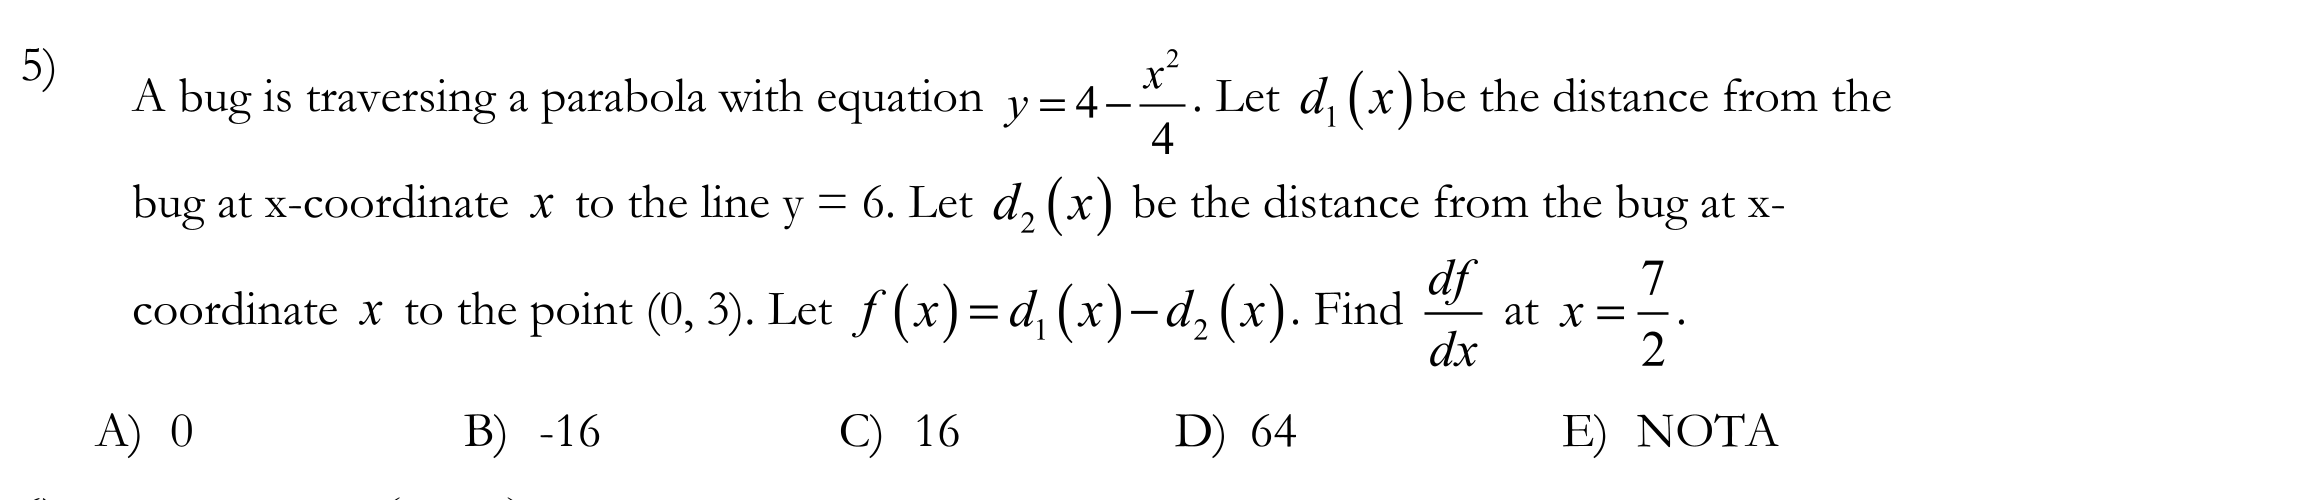 5)
A bug is traversing a parabola with equation y = 4 − x²/4. Let d₁(x) be the distance from the
bug at x-coordinate x to the line y = 6. Let d₂(x) be the distance from the bug at x-
coordinate x to the point (0, 3). Let f(x) = d₁(x) − d₂(x). Find df/dx at x = 7/2.
A) 0 B) -16 C) 16 D) 64 E) NOTA